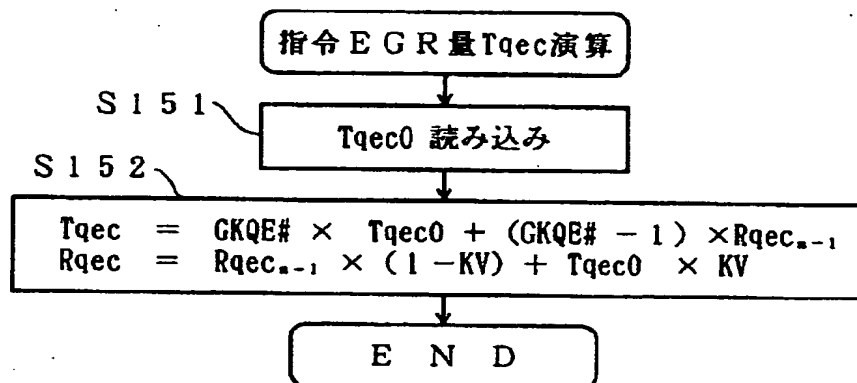 指令EGR量Tqec演算
S151
Tqec0 読み込み
S152
Tqec = GKQE# × Tqec0 + (GKQE# - 1) ×Rqecₙ₋₁
Rqec = Rqecₙ₋₁ × (1-KV) + Tqec0 × KV
END